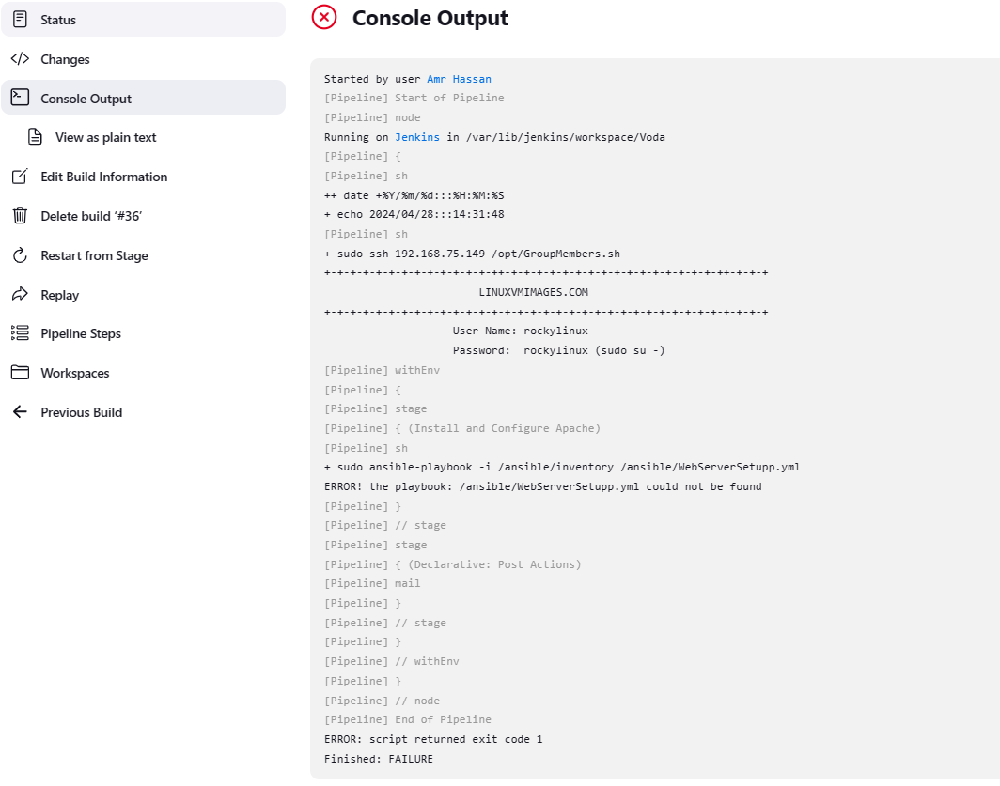 Status
Changes
Console Output
View as plain text
Edit Build Information
Delete build ‘#36’
Restart from Stage
Replay
Pipeline Steps
Workspaces
Previous Build
Console Output
Started by user Amr Hassan
[Pipeline] Start of Pipeline
[Pipeline] node
Running on Jenkins in /var/lib/jenkins/workspace/Voda
[Pipeline] {
[Pipeline] sh
++ date +%Y/%m/%d:::%H:%M:%S
+ echo 2024/04/28:::14:31:48
[Pipeline] sh
+ sudo ssh 192.168.75.149 /opt/GroupMembers.sh
+-+-+-+-+-+-+-+-+-+-+-+-+-++-+-+-+-+-+-+-+-+-+-+-+-+-+-+-+-+-+-++-+-+-+
LINUXVMIMAGES.COM
+-+-+-+-+-+-+-+-+-+-+-+-+-++-+-+-+-+-+-+-+-+-+-+-+-+-+-+-+-+-+-++-+-+-+
User Name: rockylinux
Password:  rockylinux (sudo su -)
[Pipeline] withEnv
[Pipeline] {
[Pipeline] stage
[Pipeline] { (Install and Configure Apache)
[Pipeline] sh
+ sudo ansible-playbook -i /ansible/inventory /ansible/WebServerSetupp.yml
ERROR! the playbook: /ansible/WebServerSetupp.yml could not be found
[Pipeline] }
[Pipeline] // stage
[Pipeline] stage
[Pipeline] { (Declarative: Post Actions)
[Pipeline] mail
[Pipeline] }
[Pipeline] // stage
[Pipeline] }
[Pipeline] // withEnv
[Pipeline] }
[Pipeline] // node
[Pipeline] End of Pipeline
ERROR: script returned exit code 1
Finished: FAILURE